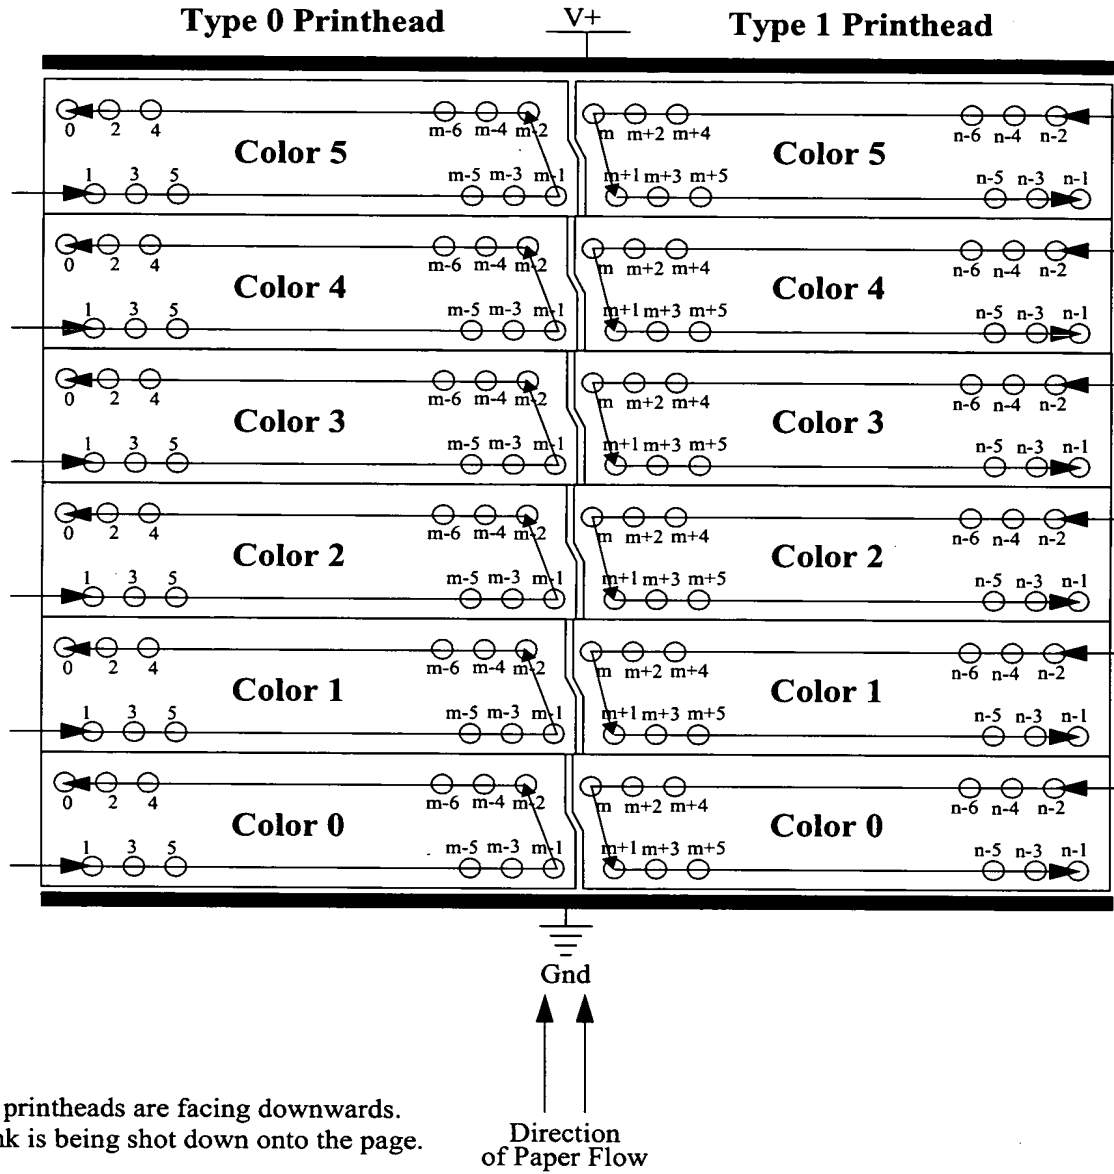 Type 0 Printhead V+ Type 1 Printhead
0 2 4 m-6 m-4 m-2 m m+2 m+4 n-6 n-4 n-2
Color 5 Color 5
1 3 5 m-5 m-3 m-1 m+1 m+3 m+5 n-5 n-3 n-1
0 2 4 m-6 m-4 m-2 m m+2 m+4 n-6 n-4 n-2
Color 4 Color 4
1 3 5 m-5 m-3 m-1 m+1 m+3 m+5 n-5 n-3 n-1
0 2 4 m-6 m-4 m-2 m m+2 m+4 n-6 n-4 n-2
Color 3 Color 3
1 3 5 m-5 m-3 m-1 m+1 m+3 m+5 n-5 n-3 n-1
0 2 4 m-6 m-4 m-2 m m+2 m+4 n-6 n-4 n-2
Color 2 Color 2
1 3 5 m-5 m-3 m-1 m+1 m+3 m+5 n-5 n-3 n-1
0 2 4 m-6 m-4 m-2 m m+2 m+4 n-6 n-4 n-2
Color 1 Color 1
1 3 5 m-5 m-3 m-1 m+1 m+3 m+5 n-5 n-3 n-1
0 2 4 m-6 m-4 m-2 m m+2 m+4 n-6 n-4 n-2
Color 0 Color 0
1 3 5 m-5 m-3 m-1 m+1 m+3 m+5 n-5 n-3 n-1
Gnd
printheads are facing downwards.
nk is being shot down onto the page.
Direction
of Paper Flow